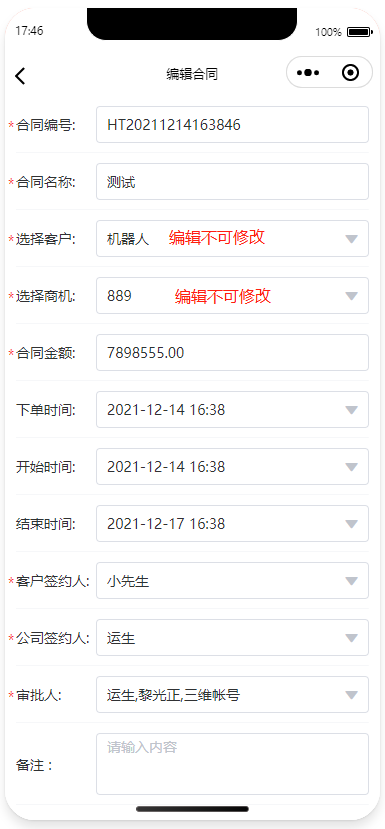 17:46 100%
编辑合同
*合同编号: HT20211214163846
*合同名称: 测试
*选择客户: 机器人 编辑不可修改
*选择商机: 889 编辑不可修改
*合同金额: 7898555.00
下单时间: 2021-12-14 16:38
开始时间: 2021-12-14 16:38
结束时间: 2021-12-17 16:38
*客户签约人: 小先生
*公司签约人: 运生
*审批人: 运生,黎光正,三维帐号
备注： 请输入内容